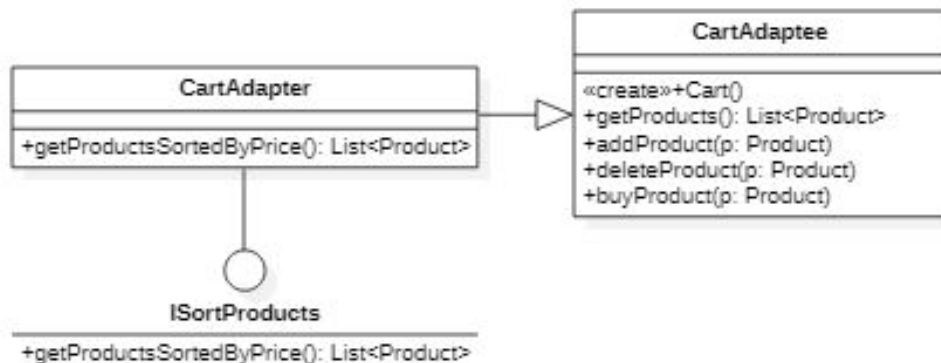 CartAdapter
+getProductsSortedByPrice(): List<Product>
CartAdaptee
«create»+Cart()
+getProducts(): List<Product>
+addProduct(p: Product)
+deleteProduct(p: Product)
+buyProduct(p: Product)
ISortProducts
+getProductsSortedByPrice(): List<Product>